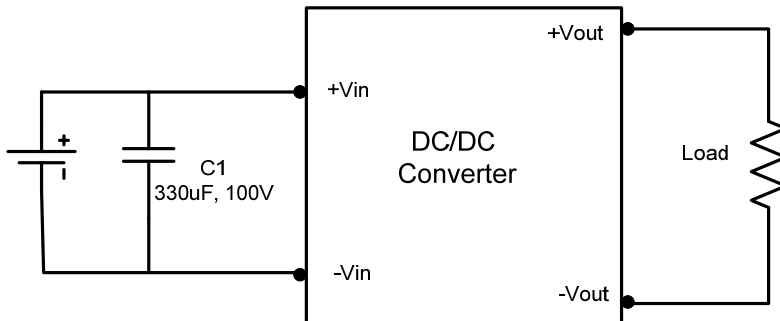 +Vout
+Vin
DC/DC
Converter
+
-
C1
330uF, 100V
Load
-Vin
-Vout